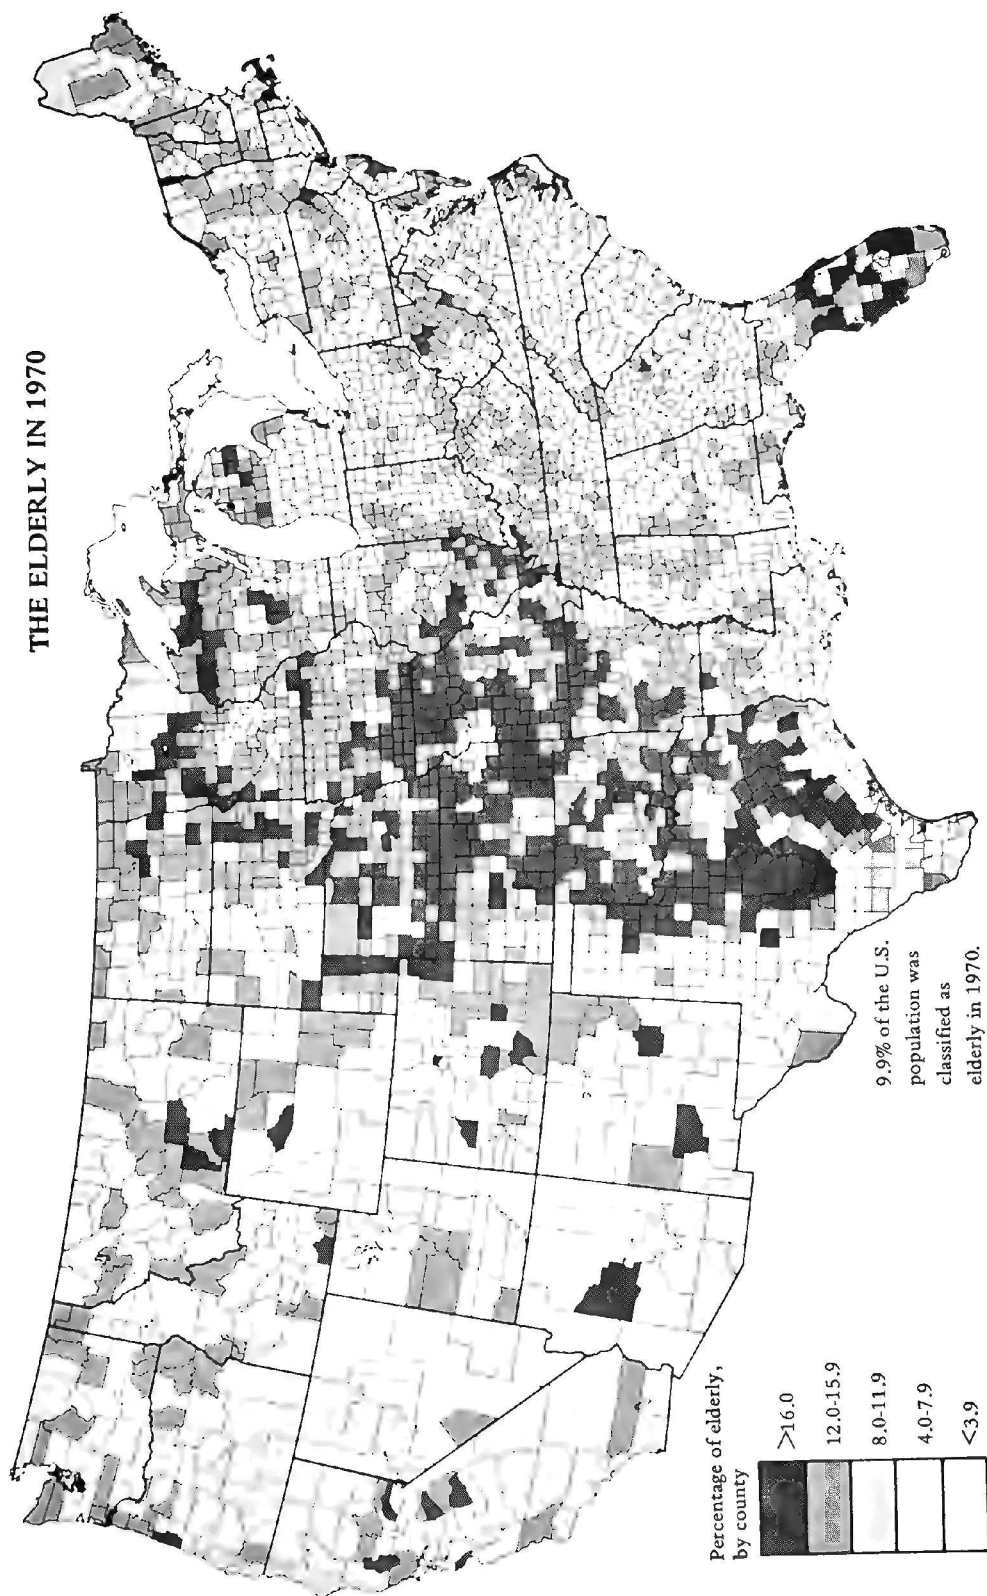 THE ELDERLY IN 1970
9.9% of the U.S.
population was
classified as
elderly in 1970.
Percentage of elderly,
by county
>16.0
12.0-15.9
8.0-11.9
4.0-7.9
<3.9